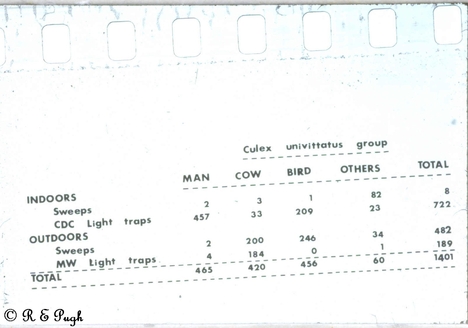 Culex univittatus group
MAN COW BIRD OTHERS TOTAL
INDOORS
Sweeps 2 3 1 82 8
CDC Light traps 457 33 209 23 722
OUTDOORS
Sweeps 2 200 246 34 482
MW Light traps 4 184 0 1 189
TOTAL 465 420 456 60 1401
© R & E Pugh